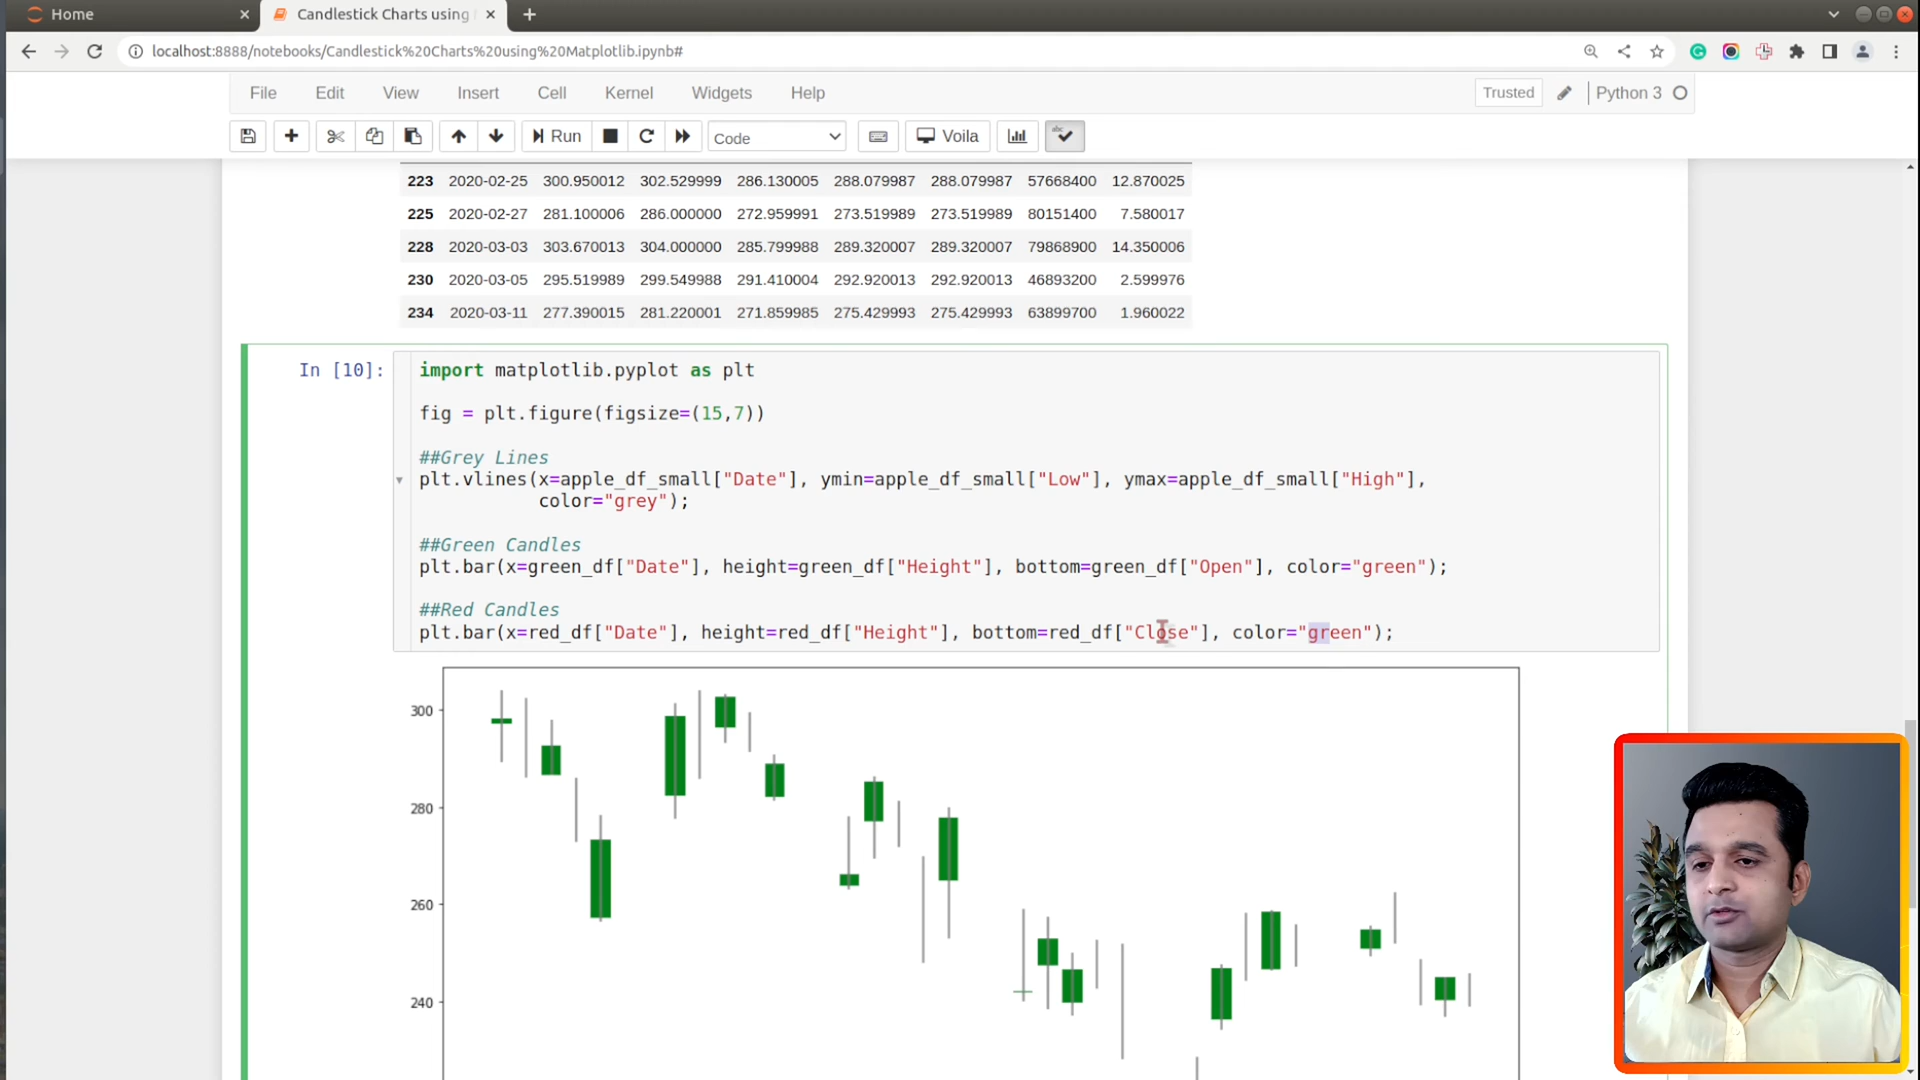 Home
Candlestick Charts using
localhost:8888/notebooks/Candlestick%20Charts%20using%20Matplotlib.ipynb#
File Edit View Insert Cell Kernel Widgets Help Trusted Python 3
Run Code Voila
223 2020-02-25 300.950012 302.529999 286.130005 288.079987 288.079987 57668400 12.870025
225 2020-02-27 281.100006 286.000000 272.959991 273.519989 273.519989 80151400 7.580017
228 2020-03-03 303.670013 304.000000 285.799988 289.320007 289.320007 79868900 14.350006
230 2020-03-05 295.519989 299.549988 291.410004 292.920013 292.920013 46893200 2.599976
234 2020-03-11 277.390015 281.220001 271.859985 275.429993 275.429993 63899700 1.960022
In [10]: import matplotlib.pyplot as plt
fig = plt.figure(figsize=(15,7))
##Grey Lines
plt.vlines(x=apple_df_small["Date"], ymin=apple_df_small["Low"], ymax=apple_df_small["High"],
color="grey");
##Green Candles
plt.bar(x=green_df["Date"], height=green_df["Height"], bottom=green_df["Open"], color="green");
##Red Candles
plt.bar(x=red_df["Date"], height=red_df["Height"], bottom=red_df["Close"], color="green");
300
280
260
240